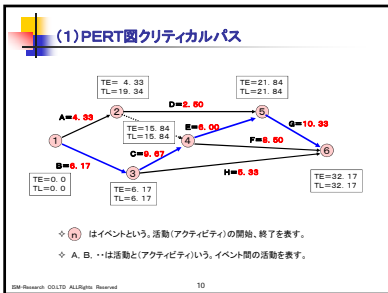 (1)PERT図クリティカルパス
TE= 4.33
TL=19.34
TE=21.84
TL=21.84
D=2.50
2
5
A=4.33
TE=15.84
TL=15.84
E=6.00
G=10.33
1
4
F=8.50
6
B=6.17
C=9.67
3
H=5.33
TE=0.0
TL=0.0
TE=6.17
TL=6.17
TE=32.17
TL=32.17
n はイベントという。活動(アクティビティ)の開始、終了を表す。
A、B、‥は活動と(アクティビティ)いう。イベント間の活動を表す。
ISM-Research CO.LTD ALLRights Reserved
10